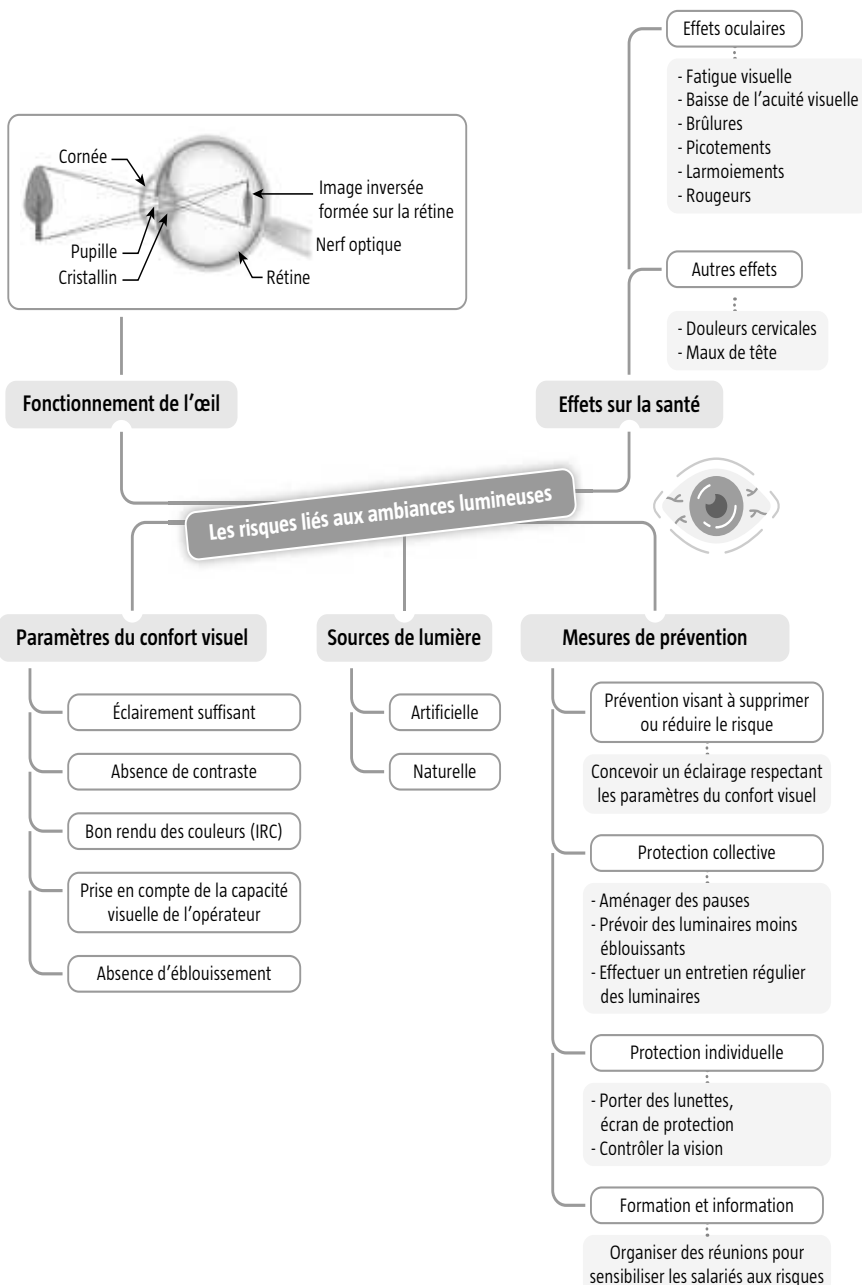 Effets oculaires
- Fatigue visuelle
- Baisse de l'acuité visuelle
- Brûlures
- Picotements
- Larmoiements
- Rougeurs
Cornée
Pupille
Cristallin
Image inversée
formée sur la rétine
Nerf optique
Rétine
Autres effets
- Douleurs cervicales
- Maux de tête
Fonctionnement de l'œil
Effets sur la santé
Les risques liés aux ambiances lumineuses
Paramètres du confort visuel
Éclairement suffisant
Absence de contraste
Bon rendu des couleurs (IRC)
Prise en compte de la capacité
visuelle de l'opérateur
Absence d'éblouissement
Sources de lumière
Artificielle
Naturelle
Mesures de prévention
Prévention visant à supprimer
ou réduire le risque
Concevoir un éclairage respectant
les paramètres du confort visuel
Protection collective
- Aménager des pauses
- Prévoir des luminaires moins
éblouissants
- Effectuer un entretien régulier
des luminaires
Protection individuelle
- Porter des lunettes,
écran de protection
- Contrôler la vision
Formation et information
Organiser des réunions pour
sensibiliser les salariés aux risques